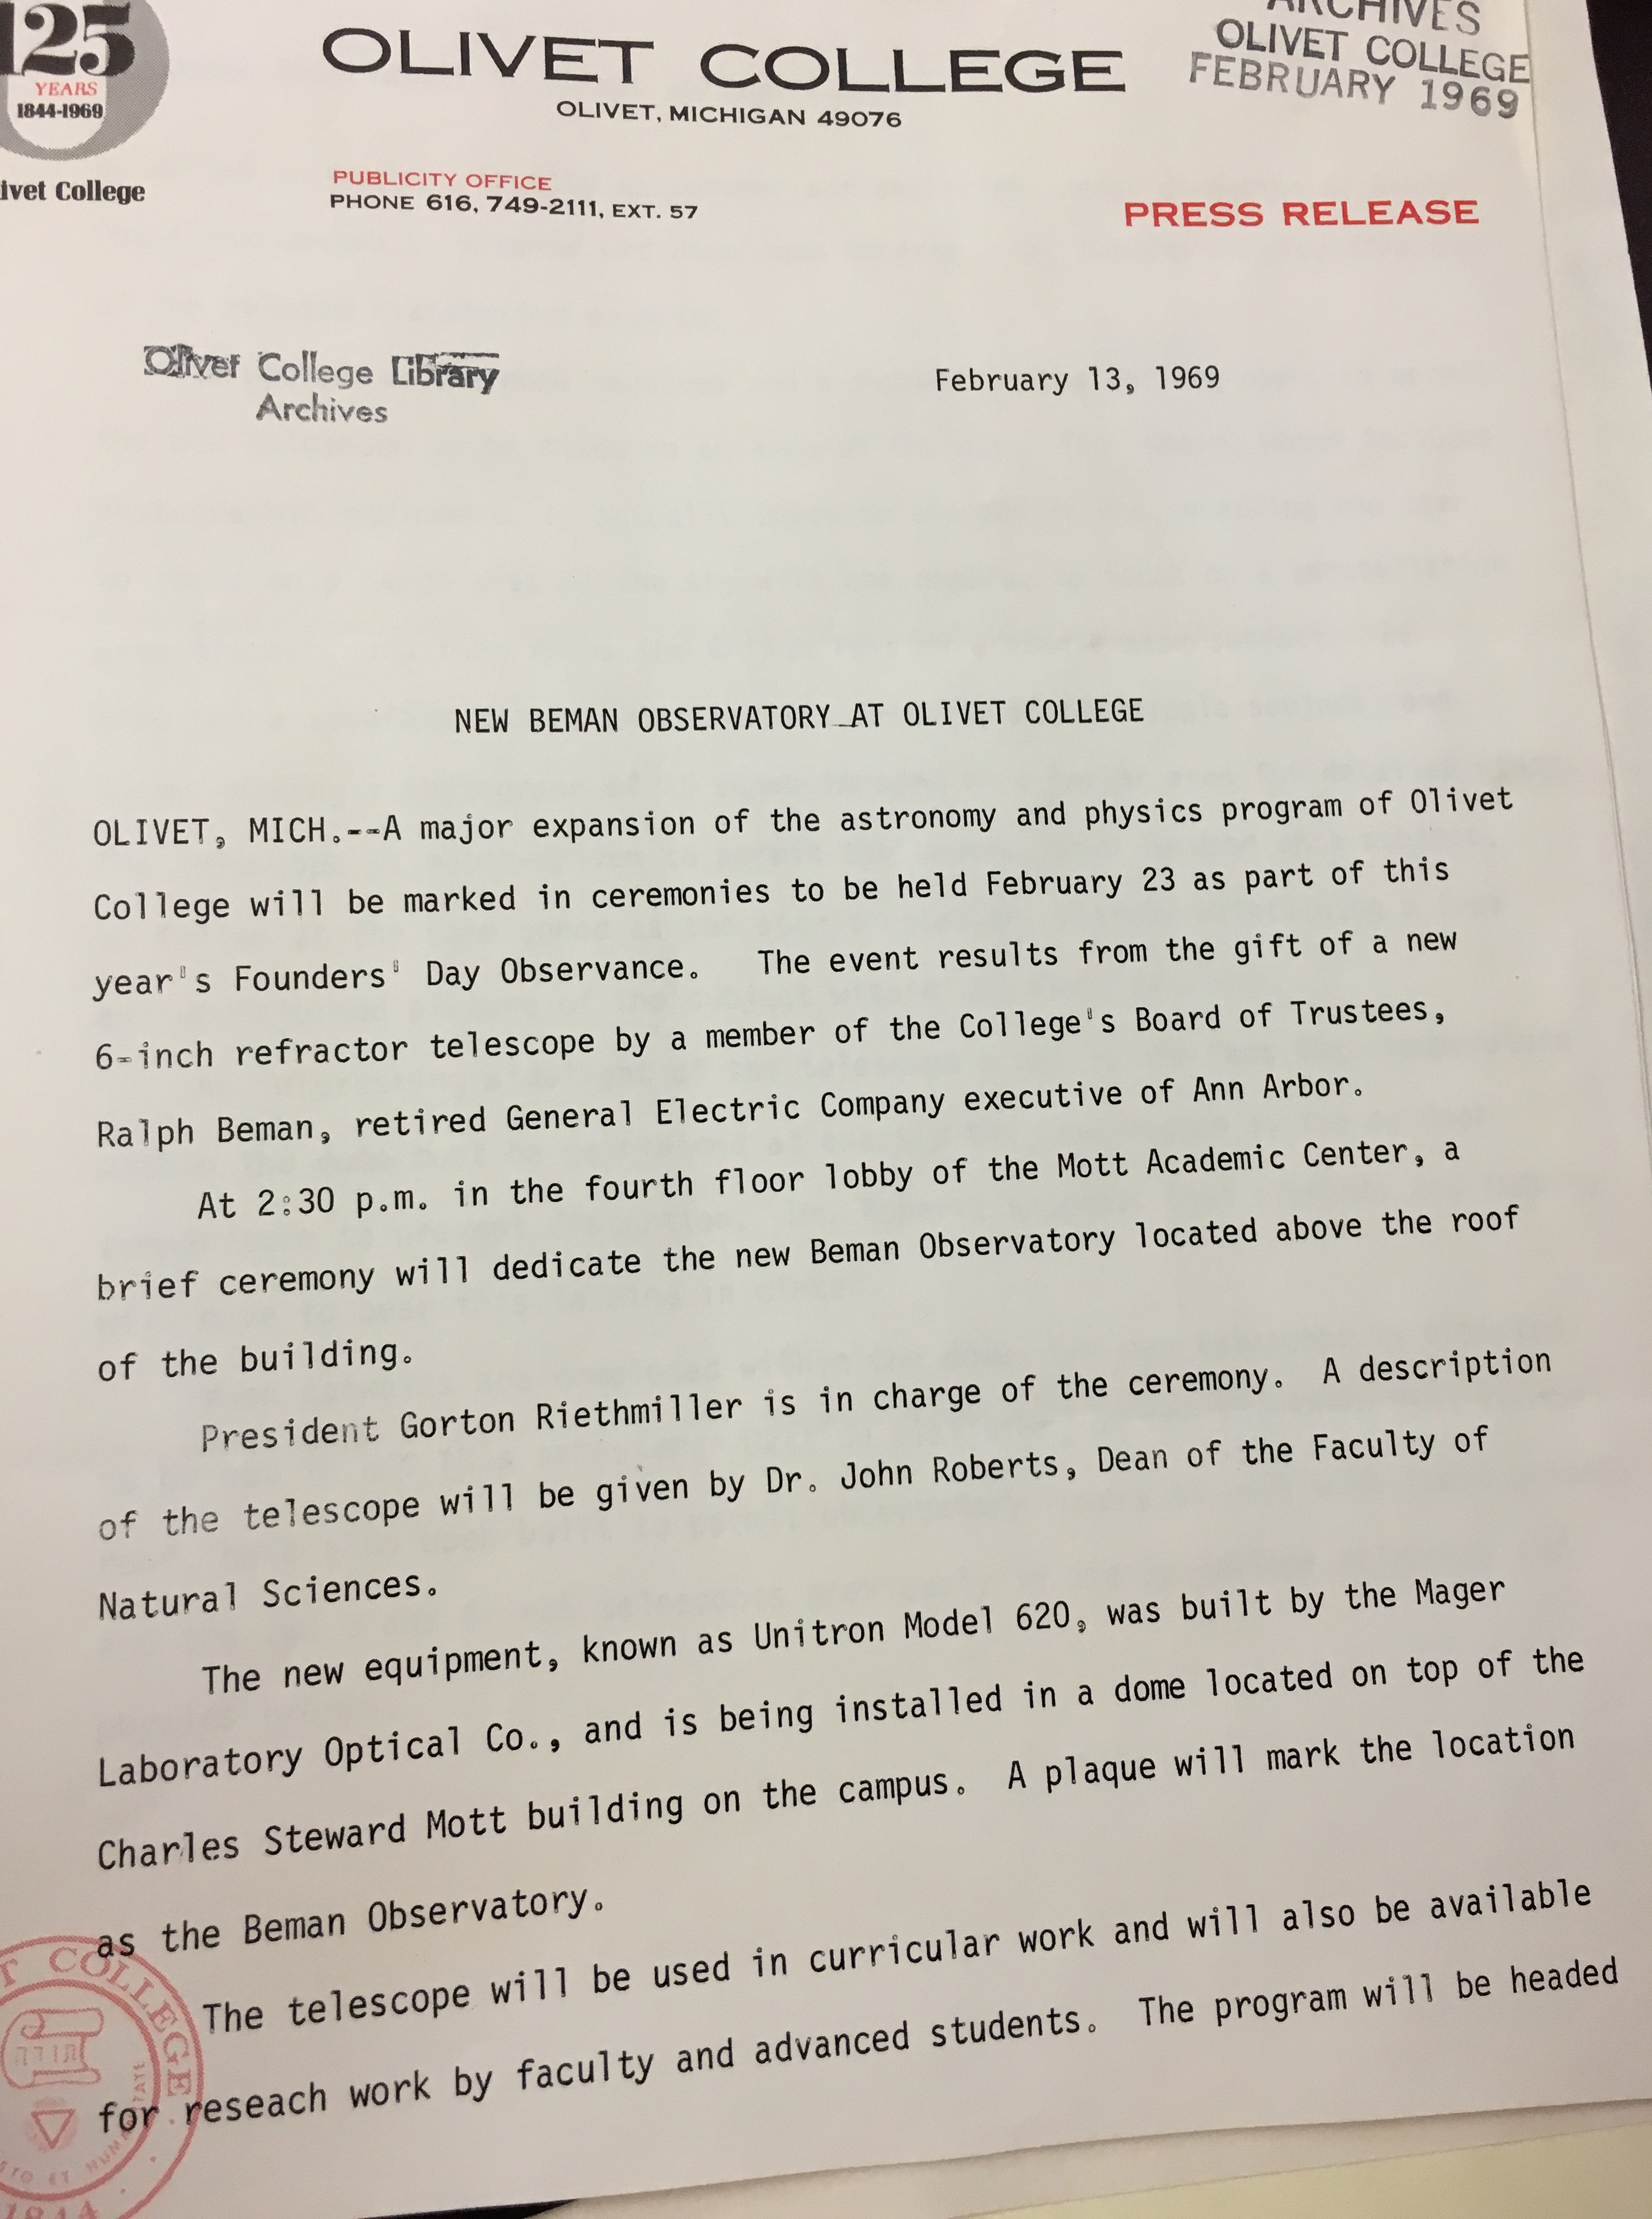 125
YEARS
1844-1969
ivet College
OLIVET COLLEGE
OLIVET, MICHIGAN 49076
ARCHIVES
OLIVET COLLEGE
FEBRUARY 1969
PUBLICITY OFFICE
PHONE 616, 749-2111, EXT. 57
PRESS RELEASE
Olivet College Library
Archives
February 13, 1969
NEW BEMAN OBSERVATORY AT OLIVET COLLEGE
OLIVET, MICH.--A major expansion of the astronomy and physics program of Olivet
College will be marked in ceremonies to be held February 23 as part of this
year's Founders' Day Observance. The event results from the gift of a new
6-inch refractor telescope by a member of the College's Board of Trustees,
Ralph Beman, retired General Electric Company executive of Ann Arbor.
At 2:30 p.m. in the fourth floor lobby of the Mott Academic Center, a
brief ceremony will dedicate the new Beman Observatory located above the roof
of the building.
President Gorton Riethmiller is in charge of the ceremony. A description
of the telescope will be given by Dr. John Roberts, Dean of the Faculty of
Natural Sciences.
The new equipment, known as Unitron Model 620, was built by the Mager
Laboratory Optical Co., and is being installed in a dome located on top of the
Charles Steward Mott building on the campus. A plaque will mark the location
as the Beman Observatory.
The telescope will be used in curricular work and will also be available
for reseach work by faculty and advanced students. The program will be headed
T COLLEGE
תורה
STO ET HUMANITATE
1844